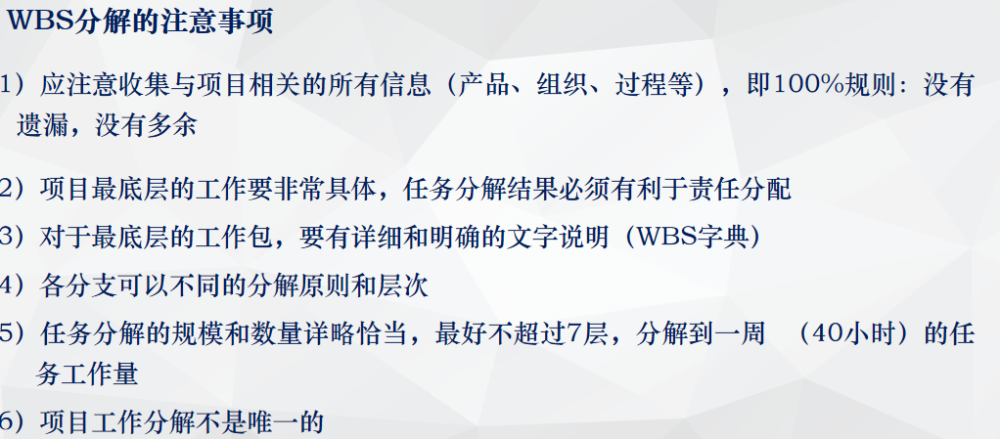 WBS分解的注意事项
1）应注意收集与项目相关的所有信息（产品、组织、过程等），即100%规则：没有
遗漏，没有多余
2）项目最底层的工作要非常具体，任务分解结果必须有利于责任分配
3）对于最底层的工作包，要有详细和明确的文字说明（WBS字典）
4）各分支可以不同的分解原则和层次
5）任务分解的规模和数量详略恰当，最好不超过7层，分解到一周 （40小时）的任
务工作量
6）项目工作分解不是唯一的